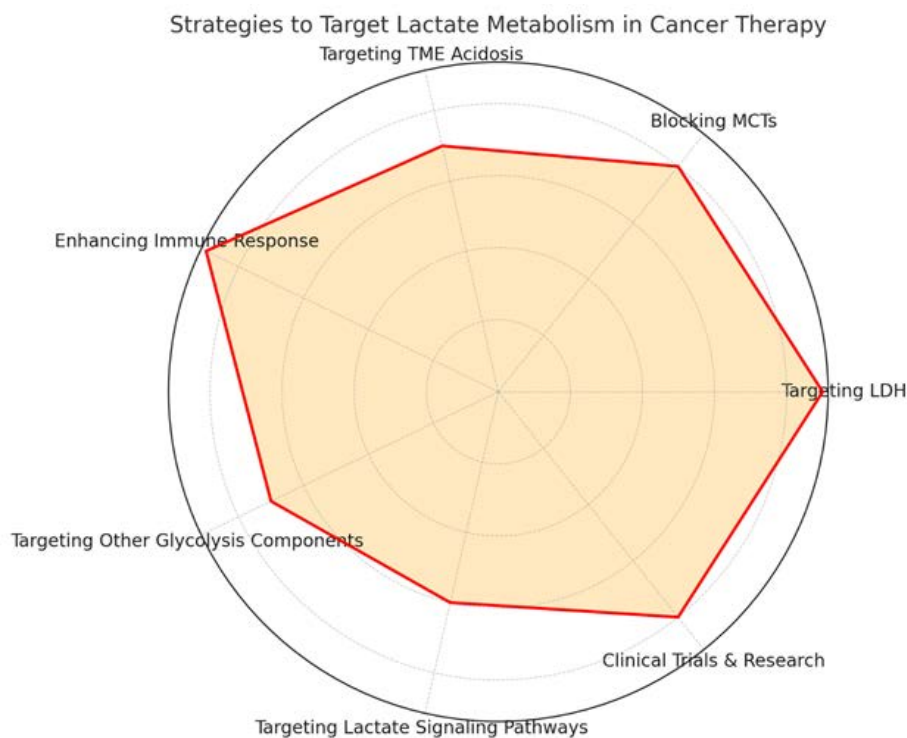 Strategies to Target Lactate Metabolism in Cancer Therapy
Targeting TME Acidosis
Blocking MCTs
Enhancing Immune Response
Targeting LDH
Targeting Other Glycolysis Components
Clinical Trials & Research
Targeting Lactate Signaling Pathways